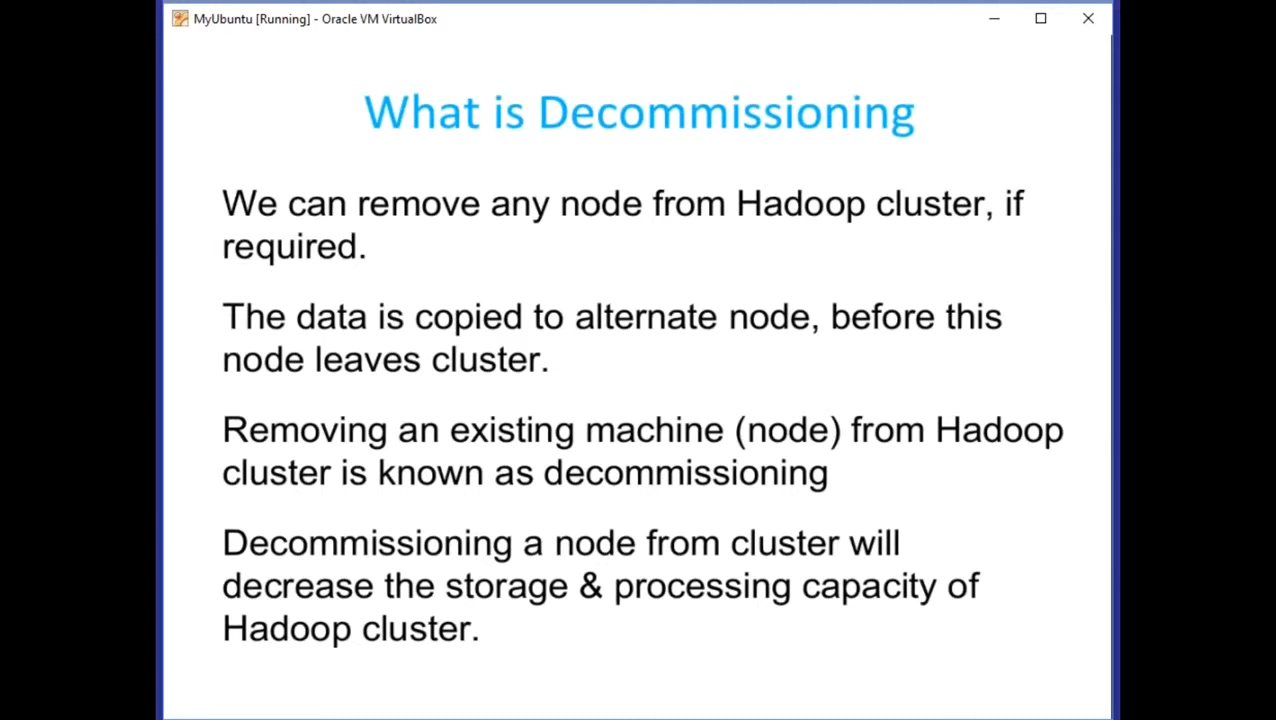 MyUbuntu [Running] - Oracle VM VirtualBox
What is Decommissioning
We can remove any node from Hadoop cluster, if
required.
The data is copied to alternate node, before this
node leaves cluster.
Removing an existing machine (node) from Hadoop
cluster is known as decommissioning
Decommissioning a node from cluster will
decrease the storage & processing capacity of
Hadoop cluster.